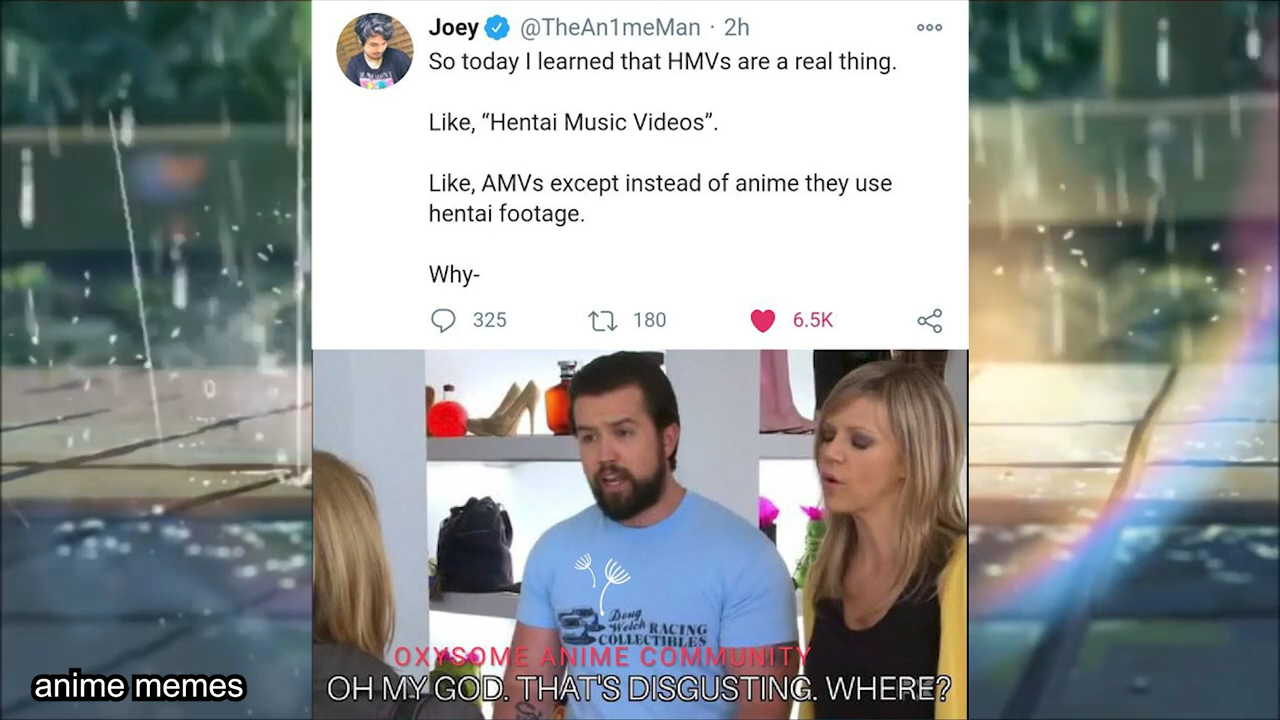 Joey @TheAn1meMan · 2h
So today I learned that HMVs are a real thing.
Like, “Hentai Music Videos”.
Like, AMVs except instead of anime they use
hentai footage.
Why-
325 180 6.5K
Doug
Welch RACING
COLLECTIBLES
OXYSOME ANIME COMMUNITY
OH MY GOD. THAT'S DISGUSTING. WHERE?
anime memes